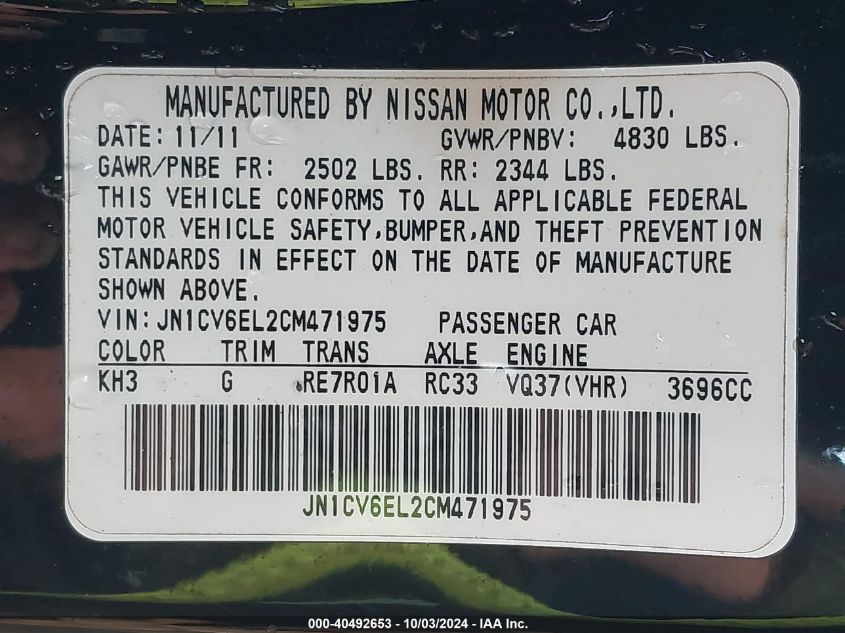 MANUFACTURED BY NISSAN MOTOR CO.,LTD.
DATE: 11/11 GVWR/PNBV: 4830 LBS.
GAWR/PNBE FR: 2502 LBS. RR: 2344 LBS.
THIS VEHICLE CONFORMS TO ALL APPLICABLE FEDERAL
MOTOR VEHICLE SAFETY,BUMPER,AND THEFT PREVENTION
STANDARDS IN EFFECT ON THE DATE OF MANUFACTURE
SHOWN ABOVE.
VIN:JN1CV6EL2CM471975 PASSENGER CAR
COLOR TRIM TRANS AXLE ENGINE
KH3 G RE7R01A RC33 VQ37(VHR) 3696CC
JN1CV6EL2CM471975
000-40492653 - 10/03/2024 - IAA Inc.